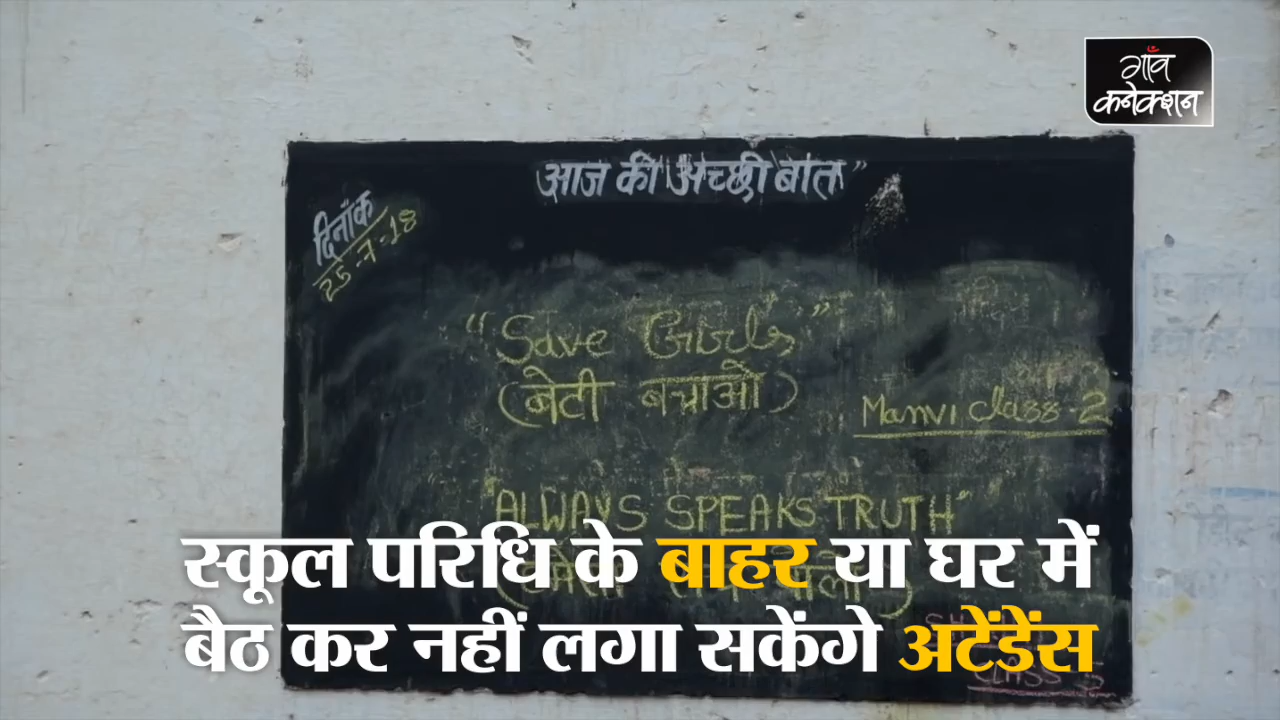 गाँव
कनेक्शन
आज की अच्छी बात"
दिनाँक
25-7-18
"Save Girls"
(बेटी बचाओ)
Manvi Class-2
"ALWAYS SPEAKS TRUTH"
स्कूल परिधि के बाहर या घर में
बैठ कर नहीं लगा सकेंगे अटेंडेंस